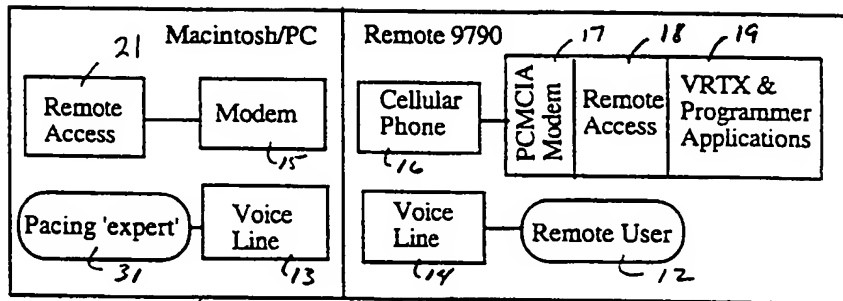 Macintosh/PC
21
Remote
Access
Modem
15
Pacing 'expert'
31
Voice
Line
13
Remote 9790
17
18
19
Cellular
Phone
16
PCMCIA
Modem
Remote
Access
VRTX &
Programmer
Applications
Voice
Line
14
Remote User
12